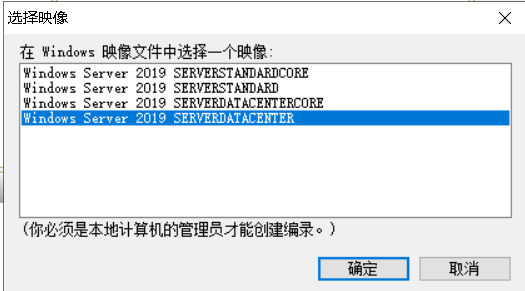 选择映像
在 Windows 映像文件中选择一个映像:
Windows Server 2019 SERVERSTANDARDCORE
Windows Server 2019 SERVERSTANDARD
Windows Server 2019 SERVERDATACENTERCORE
Windows Server 2019 SERVERDATACENTER
(你必须是本地计算机的管理员才能创建编录。)
确定
取消